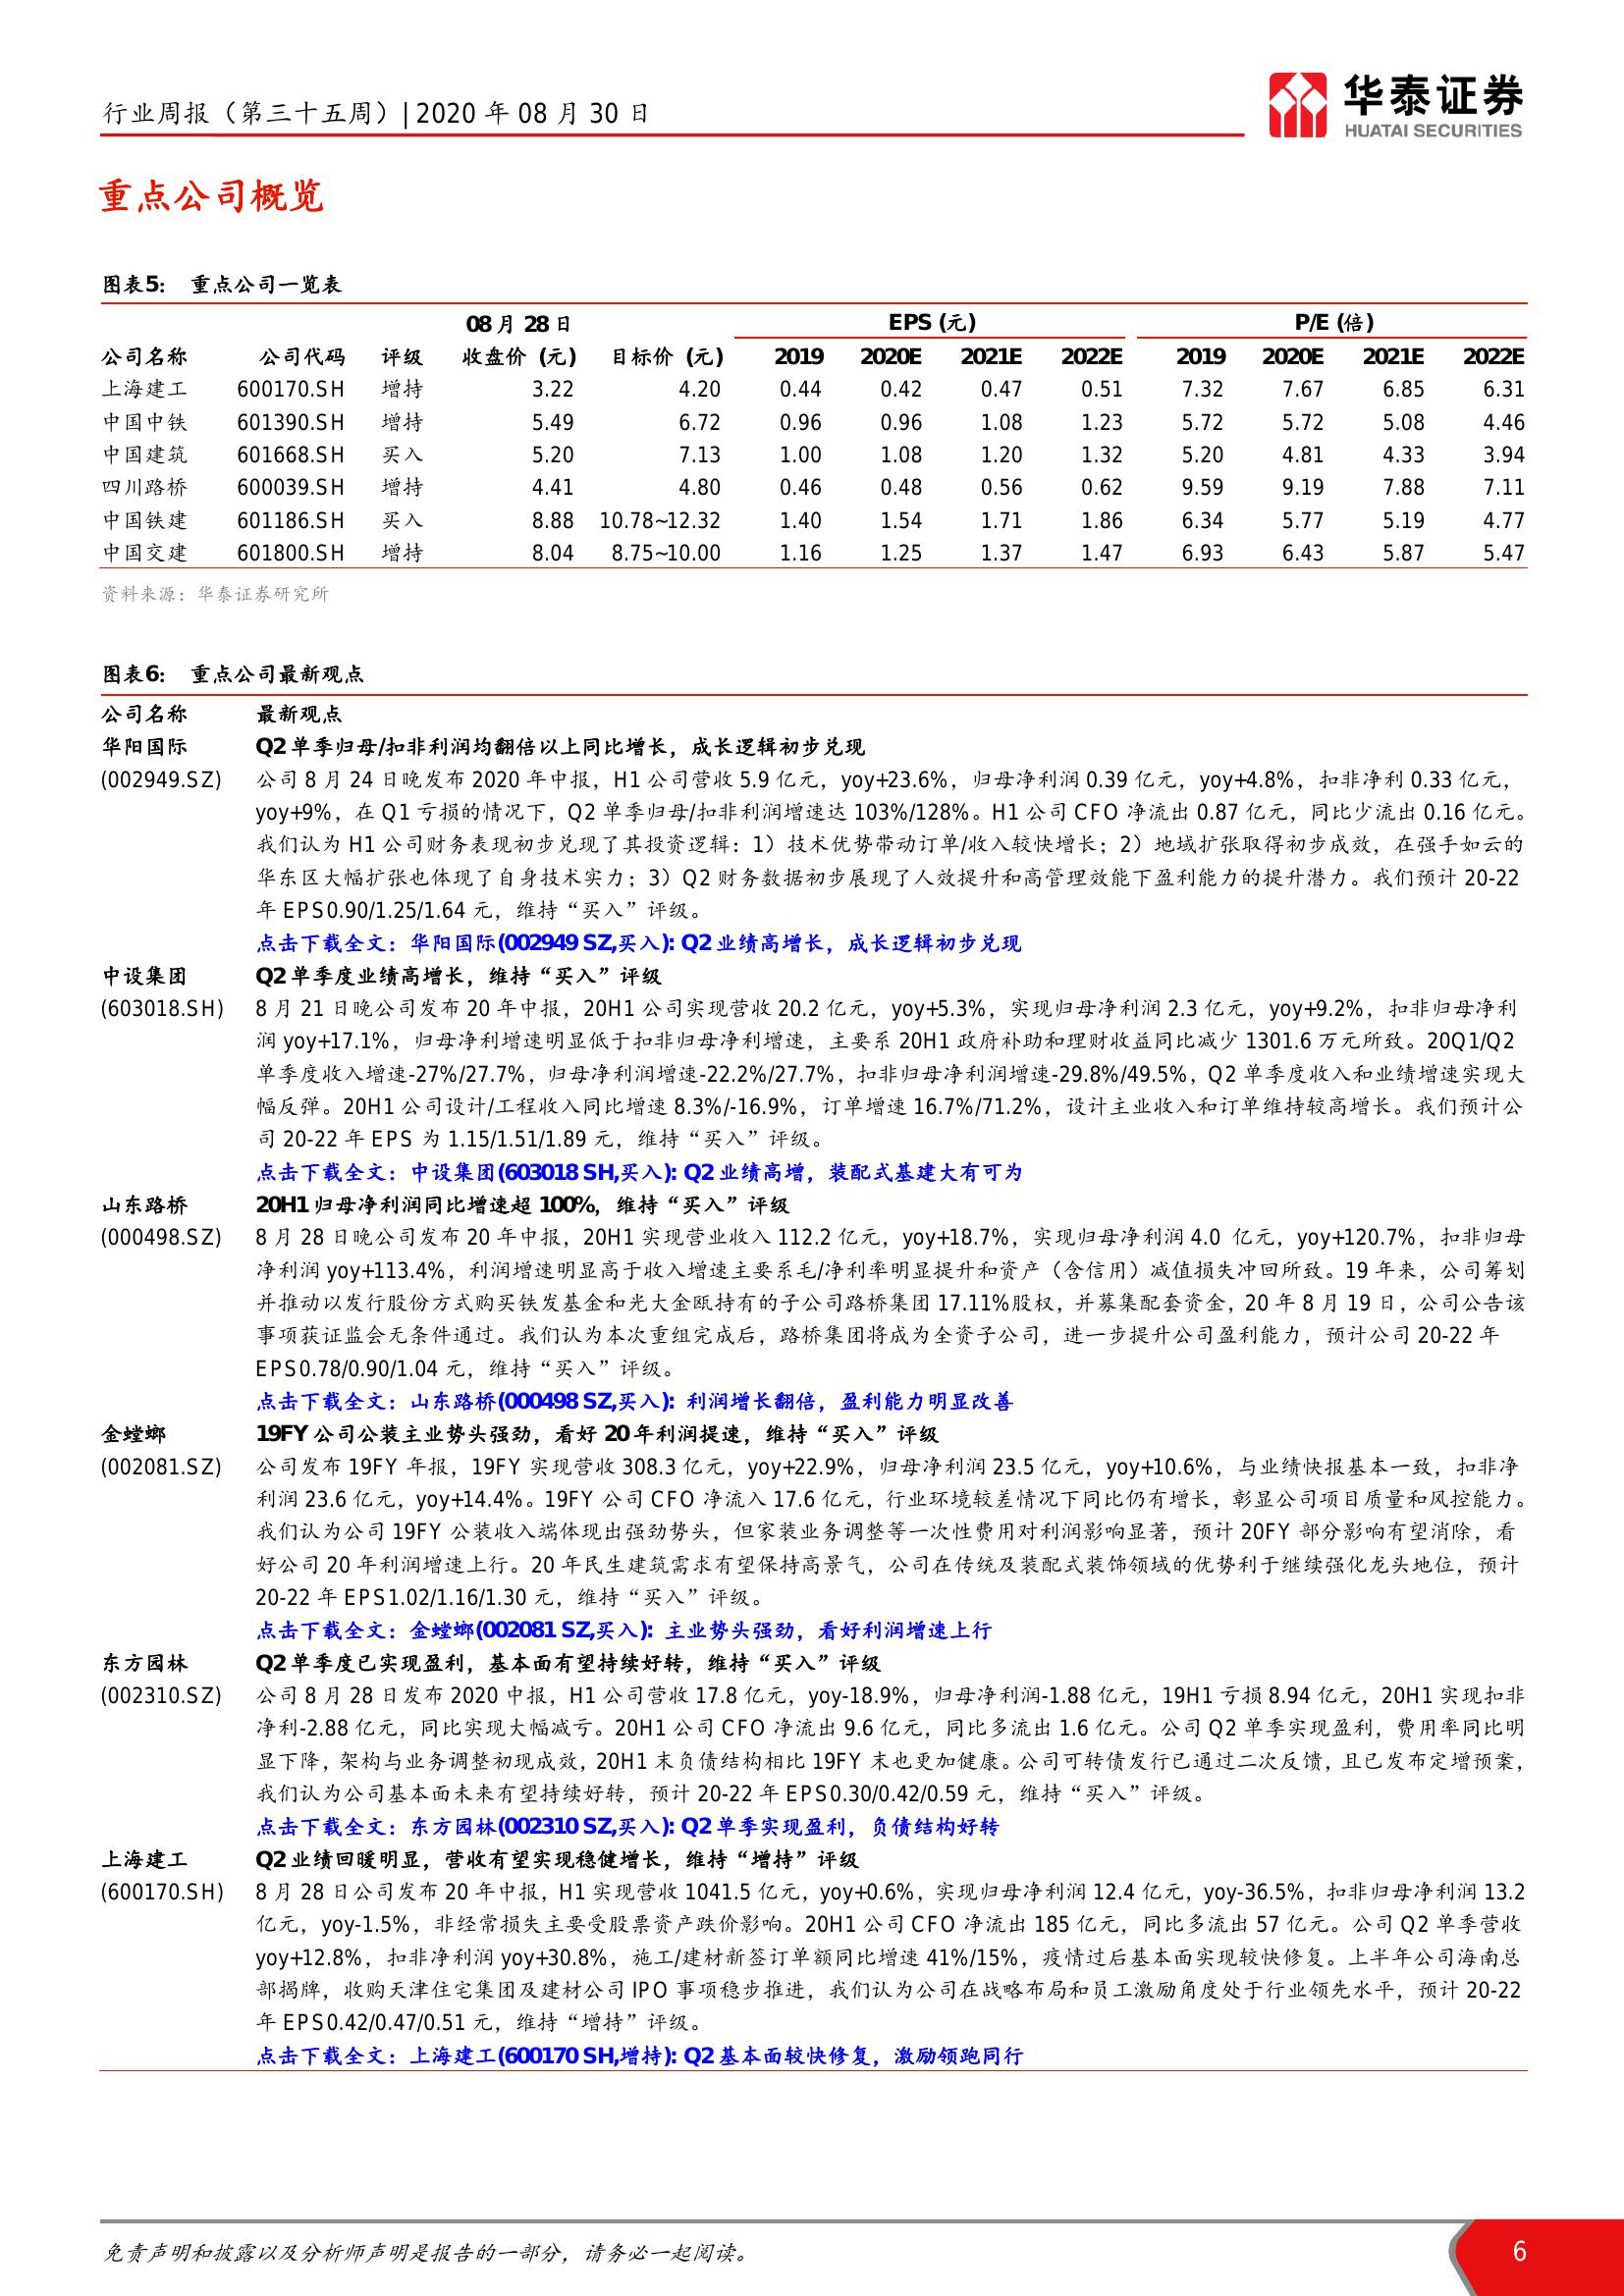 行业周报（第三十五周）| 2020 年 08 月 30 日
华泰证券
HUATAI SECURITIES
重点公司概览
图表5： 重点公司一览表
08 月 28 日 EPS (元) P/E (倍)
公司名称 公司代码 评级 收盘价 (元) 目标价 (元) 2019 2020E 2021E 2022E 2019 2020E 2021E 2022E
上海建工 600170.SH 增持 3.22 4.20 0.44 0.42 0.47 0.51 7.32 7.67 6.85 6.31
中国中铁 601390.SH 增持 5.49 6.72 0.96 0.96 1.08 1.23 5.72 5.72 5.08 4.46
中国建筑 601668.SH 买入 5.20 7.13 1.00 1.08 1.20 1.32 5.20 4.81 4.33 3.94
四川路桥 600039.SH 增持 4.41 4.80 0.46 0.48 0.56 0.62 9.59 9.19 7.88 7.11
中国铁建 601186.SH 买入 8.88 10.78~12.32 1.40 1.54 1.71 1.86 6.34 5.77 5.19 4.77
中国交建 601800.SH 增持 8.04 8.75~10.00 1.16 1.25 1.37 1.47 6.93 6.43 5.87 5.47
资料来源：华泰证券研究所
图表6： 重点公司最新观点
公司名称 最新观点
华阳国际 Q2 单季归母/扣非利润均翻倍以上同比增长，成长逻辑初步兑现
(002949.SZ) 公司 8 月 24 日晚发布 2020 年中报，H1 公司营收 5.9 亿元，yoy+23.6%，归母净利润 0.39 亿元，yoy+4.8%，扣非净利 0.33 亿元，
yoy+9%，在 Q1 亏损的情况下，Q2 单季归母/扣非利润增速达 103%/128%。H1 公司 CFO 净流出 0.87 亿元，同比少流出 0.16 亿元。
我们认为 H1 公司财务表现初步兑现了其投资逻辑：1）技术优势带动订单/收入较快增长；2）地域扩张取得初步成效，在强手如云的
华东区大幅扩张也体现了自身技术实力；3）Q2 财务数据初步展现了人效提升和高管理效能下盈利能力的提升潜力。我们预计 20-22
年 EPS0.90/1.25/1.64 元，维持“买入”评级。
点击下载全文：华阳国际(002949 SZ,买入): Q2 业绩高增长，成长逻辑初步兑现
中设集团 Q2 单季度业绩高增长，维持“买入”评级
(603018.SH) 8 月 21 日晚公司发布 20 年中报，20H1 公司实现营收 20.2 亿元，yoy+5.3%，实现归母净利润 2.3 亿元，yoy+9.2%，扣非归母净利
润 yoy+17.1%，归母净利增速明显低于扣非归母净利增速，主要系 20H1 政府补助和理财收益同比减少 1301.6 万元所致。20Q1/Q2
单季度收入增速-27%/27.7%，归母净利润增速-22.2%/27.7%，扣非归母净利润增速-29.8%/49.5%，Q2 单季度收入和业绩增速实现大
幅反弹。20H1 公司设计/工程收入同比增速 8.3%/-16.9%，订单增速 16.7%/71.2%，设计主业收入和订单维持较高增长。我们预计公
司 20-22 年 EPS 为 1.15/1.51/1.89 元，维持“买入”评级。
点击下载全文：中设集团(603018 SH,买入): Q2 业绩高增，装配式基建大有可为
山东路桥 20H1 归母净利润同比增速超 100%，维持“买入”评级
(000498.SZ) 8 月 28 日晚公司发布 20 年中报，20H1 实现营业收入 112.2 亿元，yoy+18.7%，实现归母净利润 4.0 亿元，yoy+120.7%，扣非归母
净利润 yoy+113.4%，利润增速明显高于收入增速主要系毛/净利率明显提升和资产（含信用）减值损失冲回所致。19 年来，公司筹划
并推动以发行股份方式购买铁发基金和光大金瓯持有的子公司路桥集团 17.11%股权，并募集配套资金，20 年 8 月 19 日，公司公告该
事项获证监会无条件通过。我们认为本次重组完成后，路桥集团将成为全资子公司，进一步提升公司盈利能力，预计公司 20-22 年
EPS0.78/0.90/1.04 元，维持“买入”评级。
点击下载全文：山东路桥(000498 SZ,买入): 利润增长翻倍，盈利能力明显改善
金螳螂 19FY 公司公装主业势头强劲，看好 20 年利润提速，维持“买入”评级
(002081.SZ) 公司发布 19FY 年报，19FY 实现营收 308.3 亿元，yoy+22.9%，归母净利润 23.5 亿元，yoy+10.6%，与业绩快报基本一致，扣非净
利润 23.6 亿元，yoy+14.4%。19FY 公司 CFO 净流入 17.6 亿元，行业环境较差情况下同比仍有增长，彰显公司项目质量和风控能力。
我们认为公司 19FY 公装收入端体现出强劲势头，但家装业务调整等一次性费用对利润影响显著，预计 20FY 部分影响有望消除，看
好公司 20 年利润增速上行。20 年民生建筑需求有望保持高景气，公司在传统及装配式装饰领域的优势利于继续强化龙头地位，预计
20-22 年 EPS1.02/1.16/1.30 元，维持“买入”评级。
点击下载全文：金螳螂(002081 SZ,买入): 主业势头强劲，看好利润增速上行
东方园林 Q2 单季度已实现盈利，基本面有望持续好转，维持“买入”评级
(002310.SZ) 公司 8 月 28 日发布 2020 中报，H1 公司营收 17.8 亿元，yoy-18.9%，归母净利润-1.88 亿元，19H1 亏损 8.94 亿元，20H1 实现扣非
净利-2.88 亿元，同比实现大幅减亏。20H1 公司 CFO 净流出 9.6 亿元，同比多流出 1.6 亿元。公司 Q2 单季实现盈利，费用率同比明
显下降，架构与业务调整初现成效，20H1 末负债结构相比 19FY 末也更加健康。公司可转债发行已通过二次反馈，且已发布定增预案，
我们认为公司基本面未来有望持续好转，预计 20-22 年 EPS0.30/0.42/0.59 元，维持“买入”评级。
点击下载全文：东方园林(002310 SZ,买入): Q2 单季实现盈利，负债结构好转
上海建工 Q2 业绩回暖明显，营收有望实现稳健增长，维持“增持”评级
(600170.SH) 8 月 28 日公司发布 20 年中报，H1 实现营收 1041.5 亿元，yoy+0.6%，实现归母净利润 12.4 亿元，yoy-36.5%，扣非归母净利润 13.2
亿元，yoy-1.5%，非经常损失主要受股票资产跌价影响。20H1 公司 CFO 净流出 185 亿元，同比多流出 57 亿元。公司 Q2 单季营收
yoy+12.8%，扣非净利润 yoy+30.8%，施工/建材新签订单额同比增速 41%/15%，疫情过后基本面实现较快修复。上半年公司海南总
部揭牌，收购天津住宅集团及建材公司 IPO 事项稳步推进，我们认为公司在战略布局和员工激励角度处于行业领先水平，预计 20-22
年 EPS0.42/0.47/0.51 元，维持“增持”评级。
点击下载全文：上海建工(600170 SH,增持): Q2 基本面较快修复，激励领跑同行
免责声明和披露以及分析师声明是报告的一部分，请务必一起阅读。 6